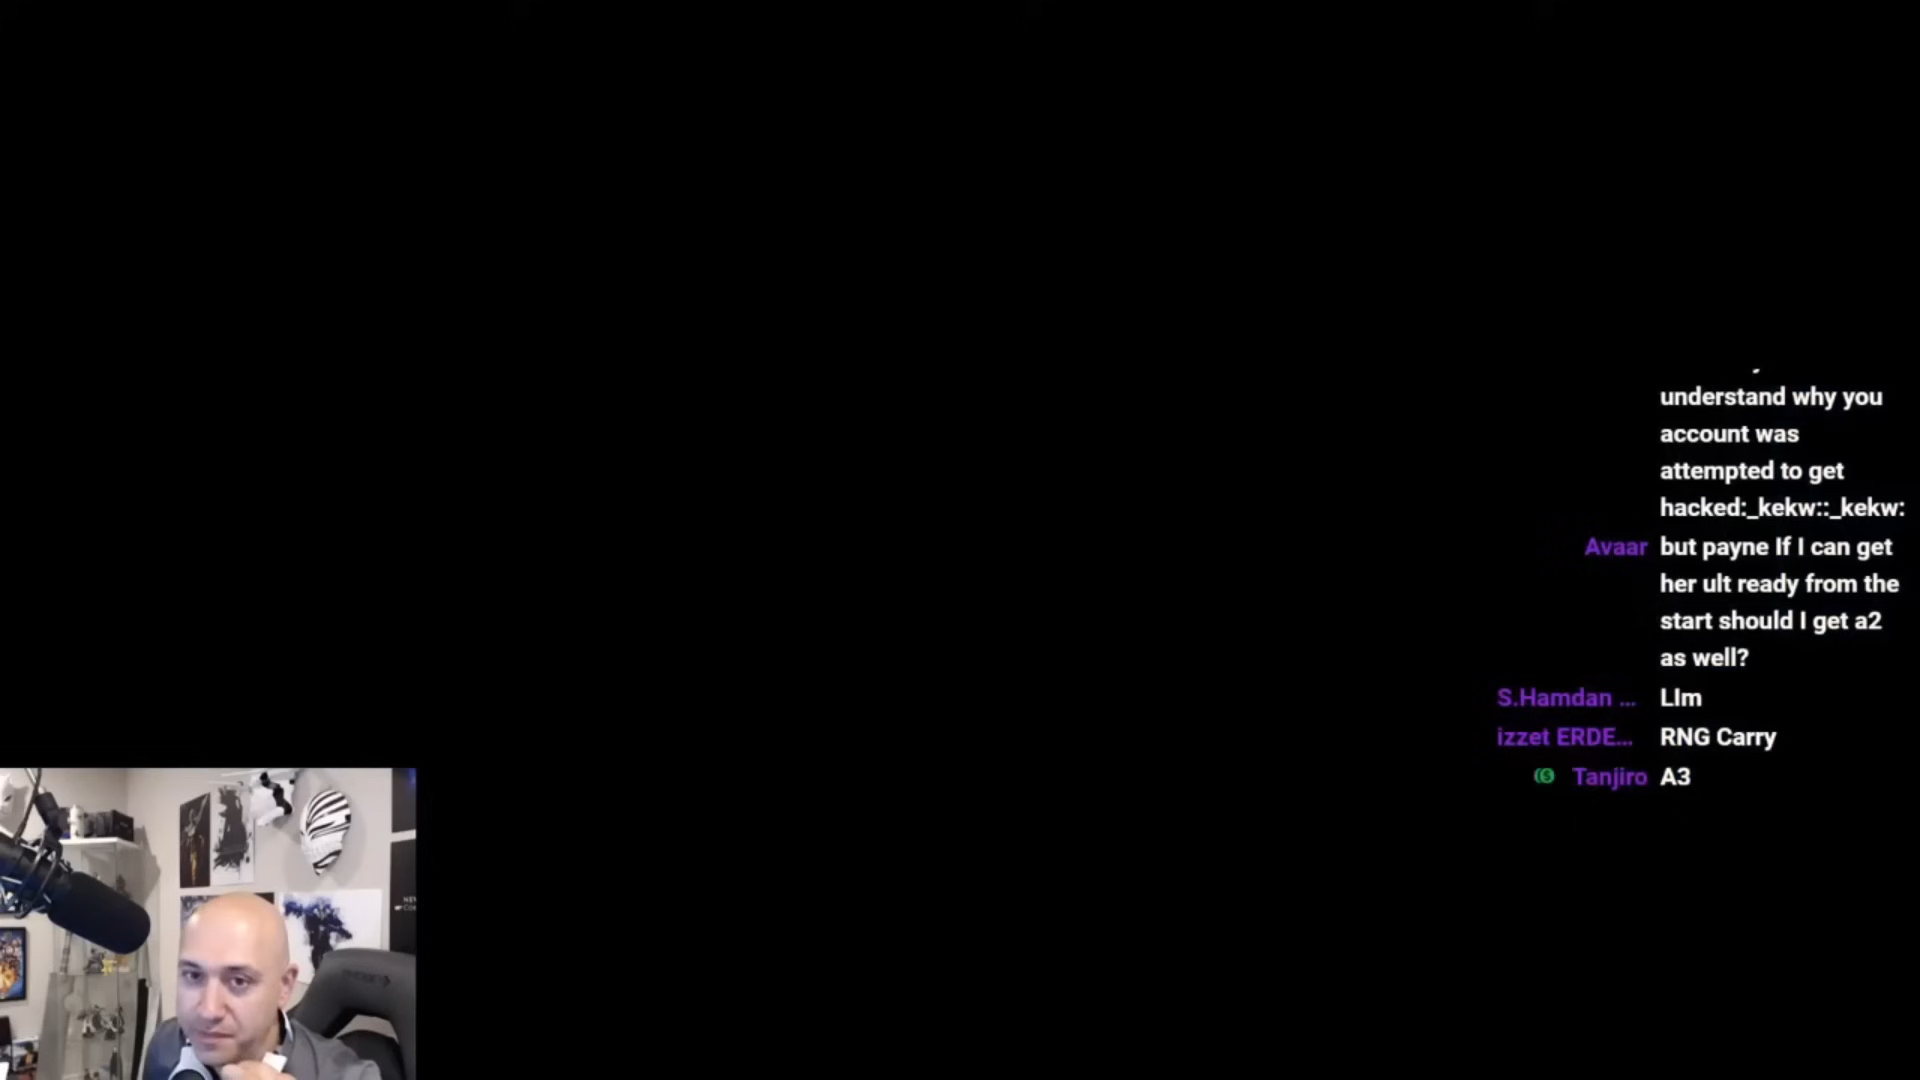 understand why you
account was
attempted to get
hacked:_kekw::_kekw:
Avaar but payne If I can get
her ult ready from the
start should I get a2
as well?
S.Hamdan ... LIm
izzet ERDE... RNG Carry
Tanjiro A3